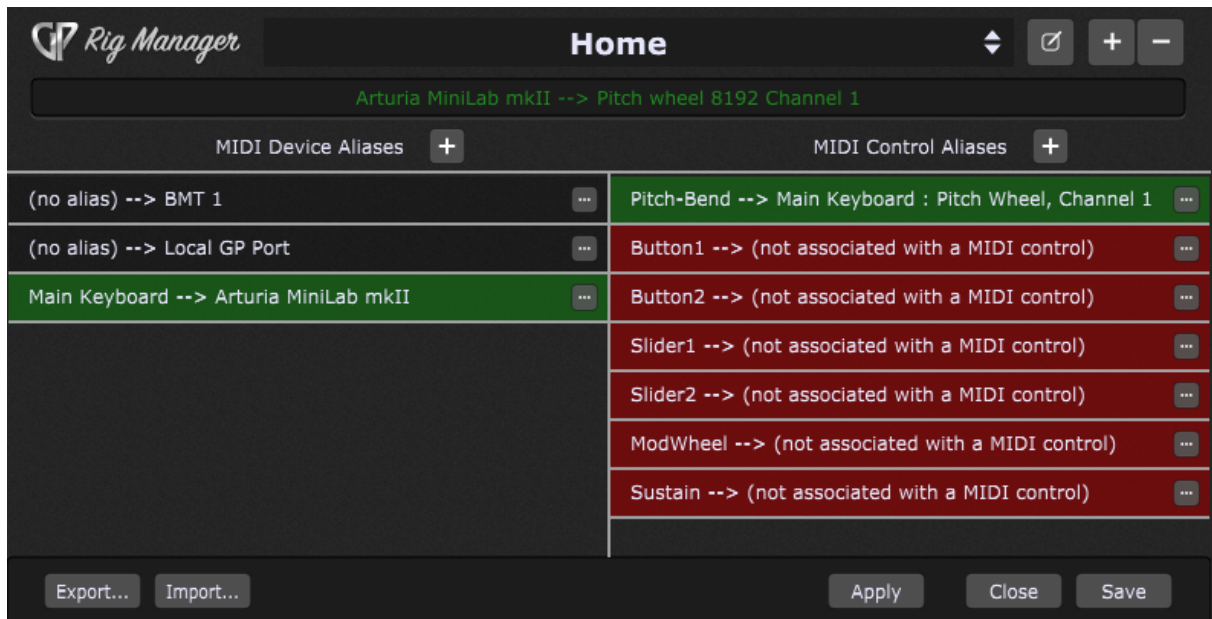 GP Rig Manager
Home
Arturia MiniLab mkII --> Pitch wheel 8192 Channel 1
MIDI Device Aliases +
MIDI Control Aliases +
(no alias) --> BMT 1
(no alias) --> Local GP Port
Main Keyboard --> Arturia MiniLab mkII
Pitch-Bend --> Main Keyboard : Pitch Wheel, Channel 1
Button1 --> (not associated with a MIDI control)
Button2 --> (not associated with a MIDI control)
Slider1 --> (not associated with a MIDI control)
Slider2 --> (not associated with a MIDI control)
ModWheel --> (not associated with a MIDI control)
Sustain --> (not associated with a MIDI control)
Export... Import... Apply Close Save